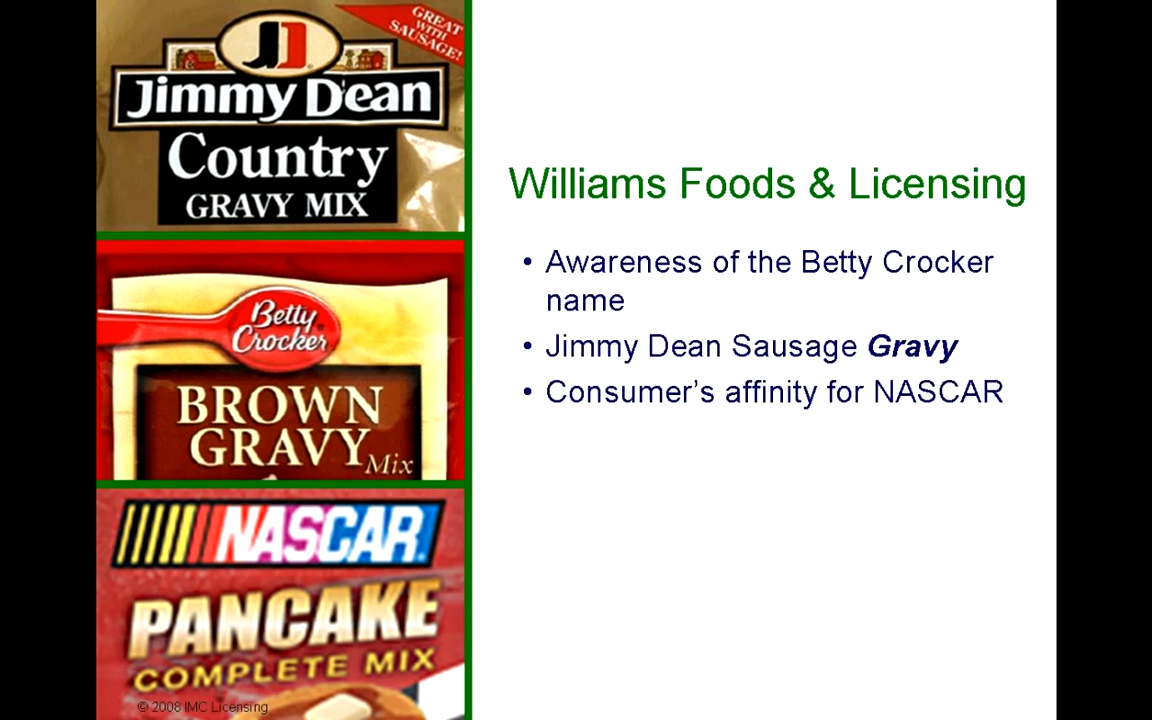 GREAT
WITH
SAUSAGE!
JD
Jimmy Dean
Country
GRAVY MIX
Betty
Crocker
BROWN
GRAVY
Mix
NASCAR
PANCAKE
COMPLETE MIX
© 2008 IMC Licensing
Williams Foods & Licensing
• Awareness of the Betty Crocker
name
• Jimmy Dean Sausage Gravy
• Consumer’s affinity for NASCAR